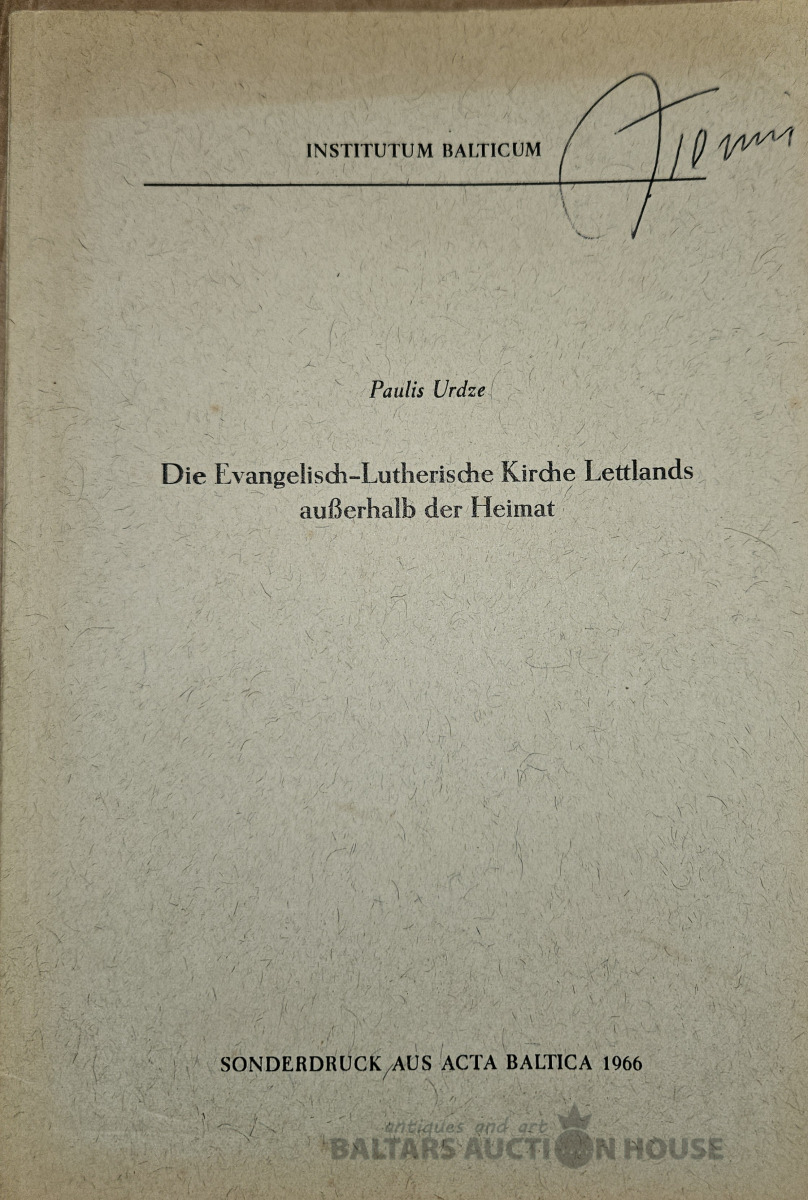 INSTITUTUM BALTICUM
Paulis Urdze
Die Evangelisch-Lutherische Kirche Lettlands
außerhalb der Heimat
SONDERDRUCK AUS ACTA BALTICA 1966
antiques and art
BALTARS AUCTION HOUSE